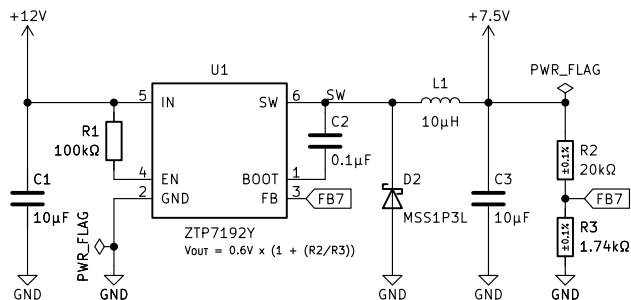 +12V
+7.5V
PWR_FLAG
U1
L1
5 IN
SW 6
SW
10µH
R1
100kΩ
C2
0.1µF
R2
20kΩ
±0.1%
4 EN
2 GND
BOOT 1
FB 3
FB7
C1
10µF
D2
MSS1P3L
C3
10µF
FB7
R3
1.74kΩ
±0.1%
PWR_FLAG
ZTP7192Y
VOUT = 0.6V x (1 + (R2/R3))
GND
GND
GND
GND
GND